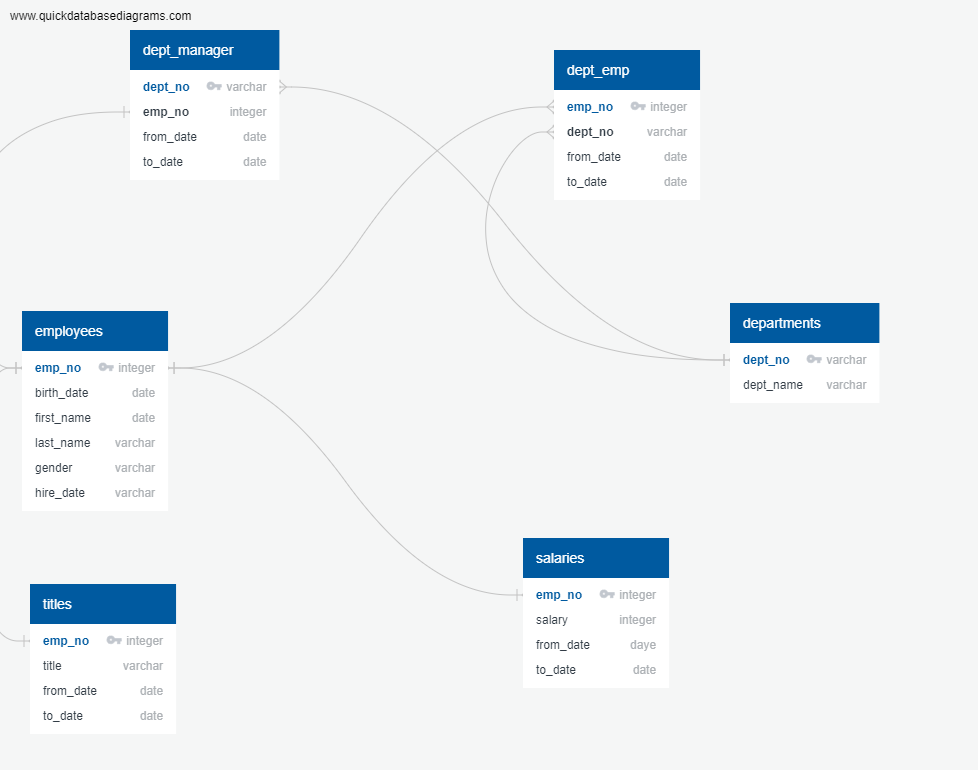 www.quickdatabasediagrams.com
dept_manager
dept_no varchar
emp_no integer
from_date date
to_date date
dept_emp
emp_no integer
dept_no varchar
from_date date
to_date date
employees
emp_no integer
birth_date date
first_name date
last_name varchar
gender varchar
hire_date varchar
departments
dept_no varchar
dept_name varchar
salaries
emp_no integer
salary integer
from_date daye
to_date date
titles
emp_no integer
title varchar
from_date date
to_date date